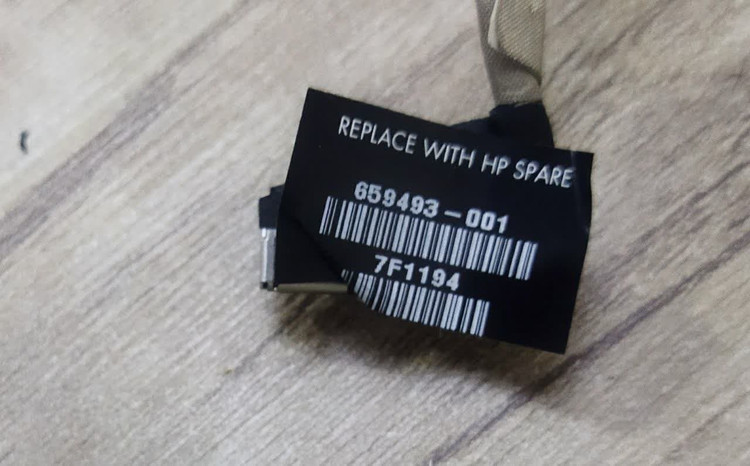 REPLACE WITH HP SPARE
659493-001
7F1194